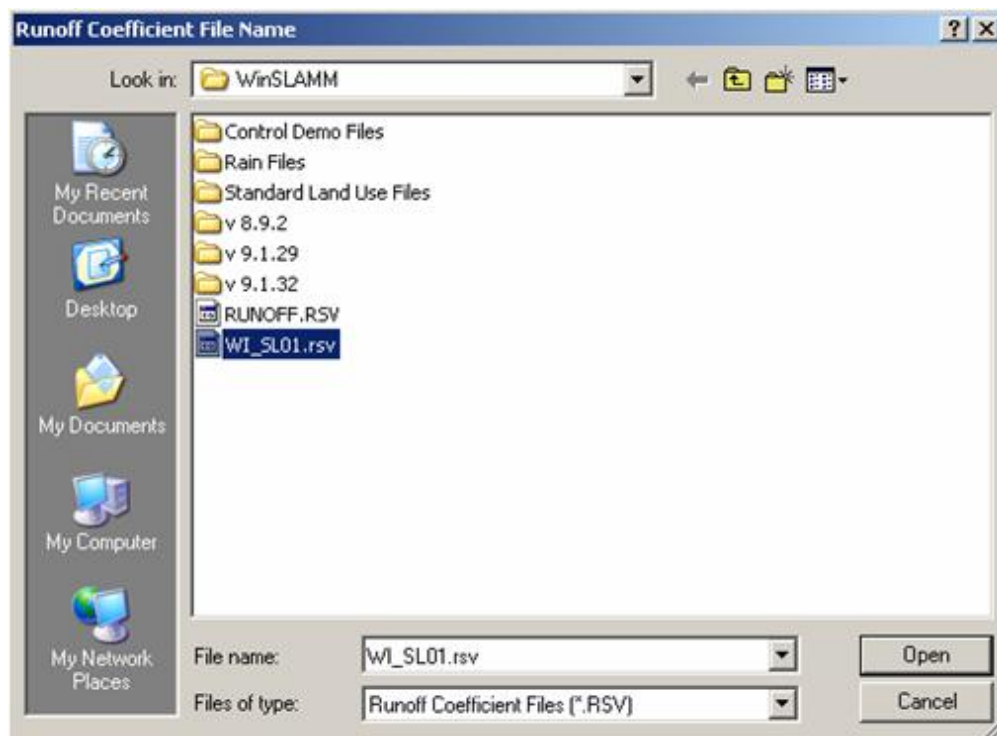 Runoff Coefficient File Name
Look in: WinSLAMM
My Recent
Documents
Desktop
My Documents
My Computer
My Network
Places
Control Demo Files
Rain Files
Standard Land Use Files
v 8.9.2
v 9.1.29
v 9.1.32
RUNOFF.RSV
WI_SL01.rsv
File name: WI_SL01.rsv
Open
Files of type: Runoff Coefficient Files (*.RSV)
Cancel